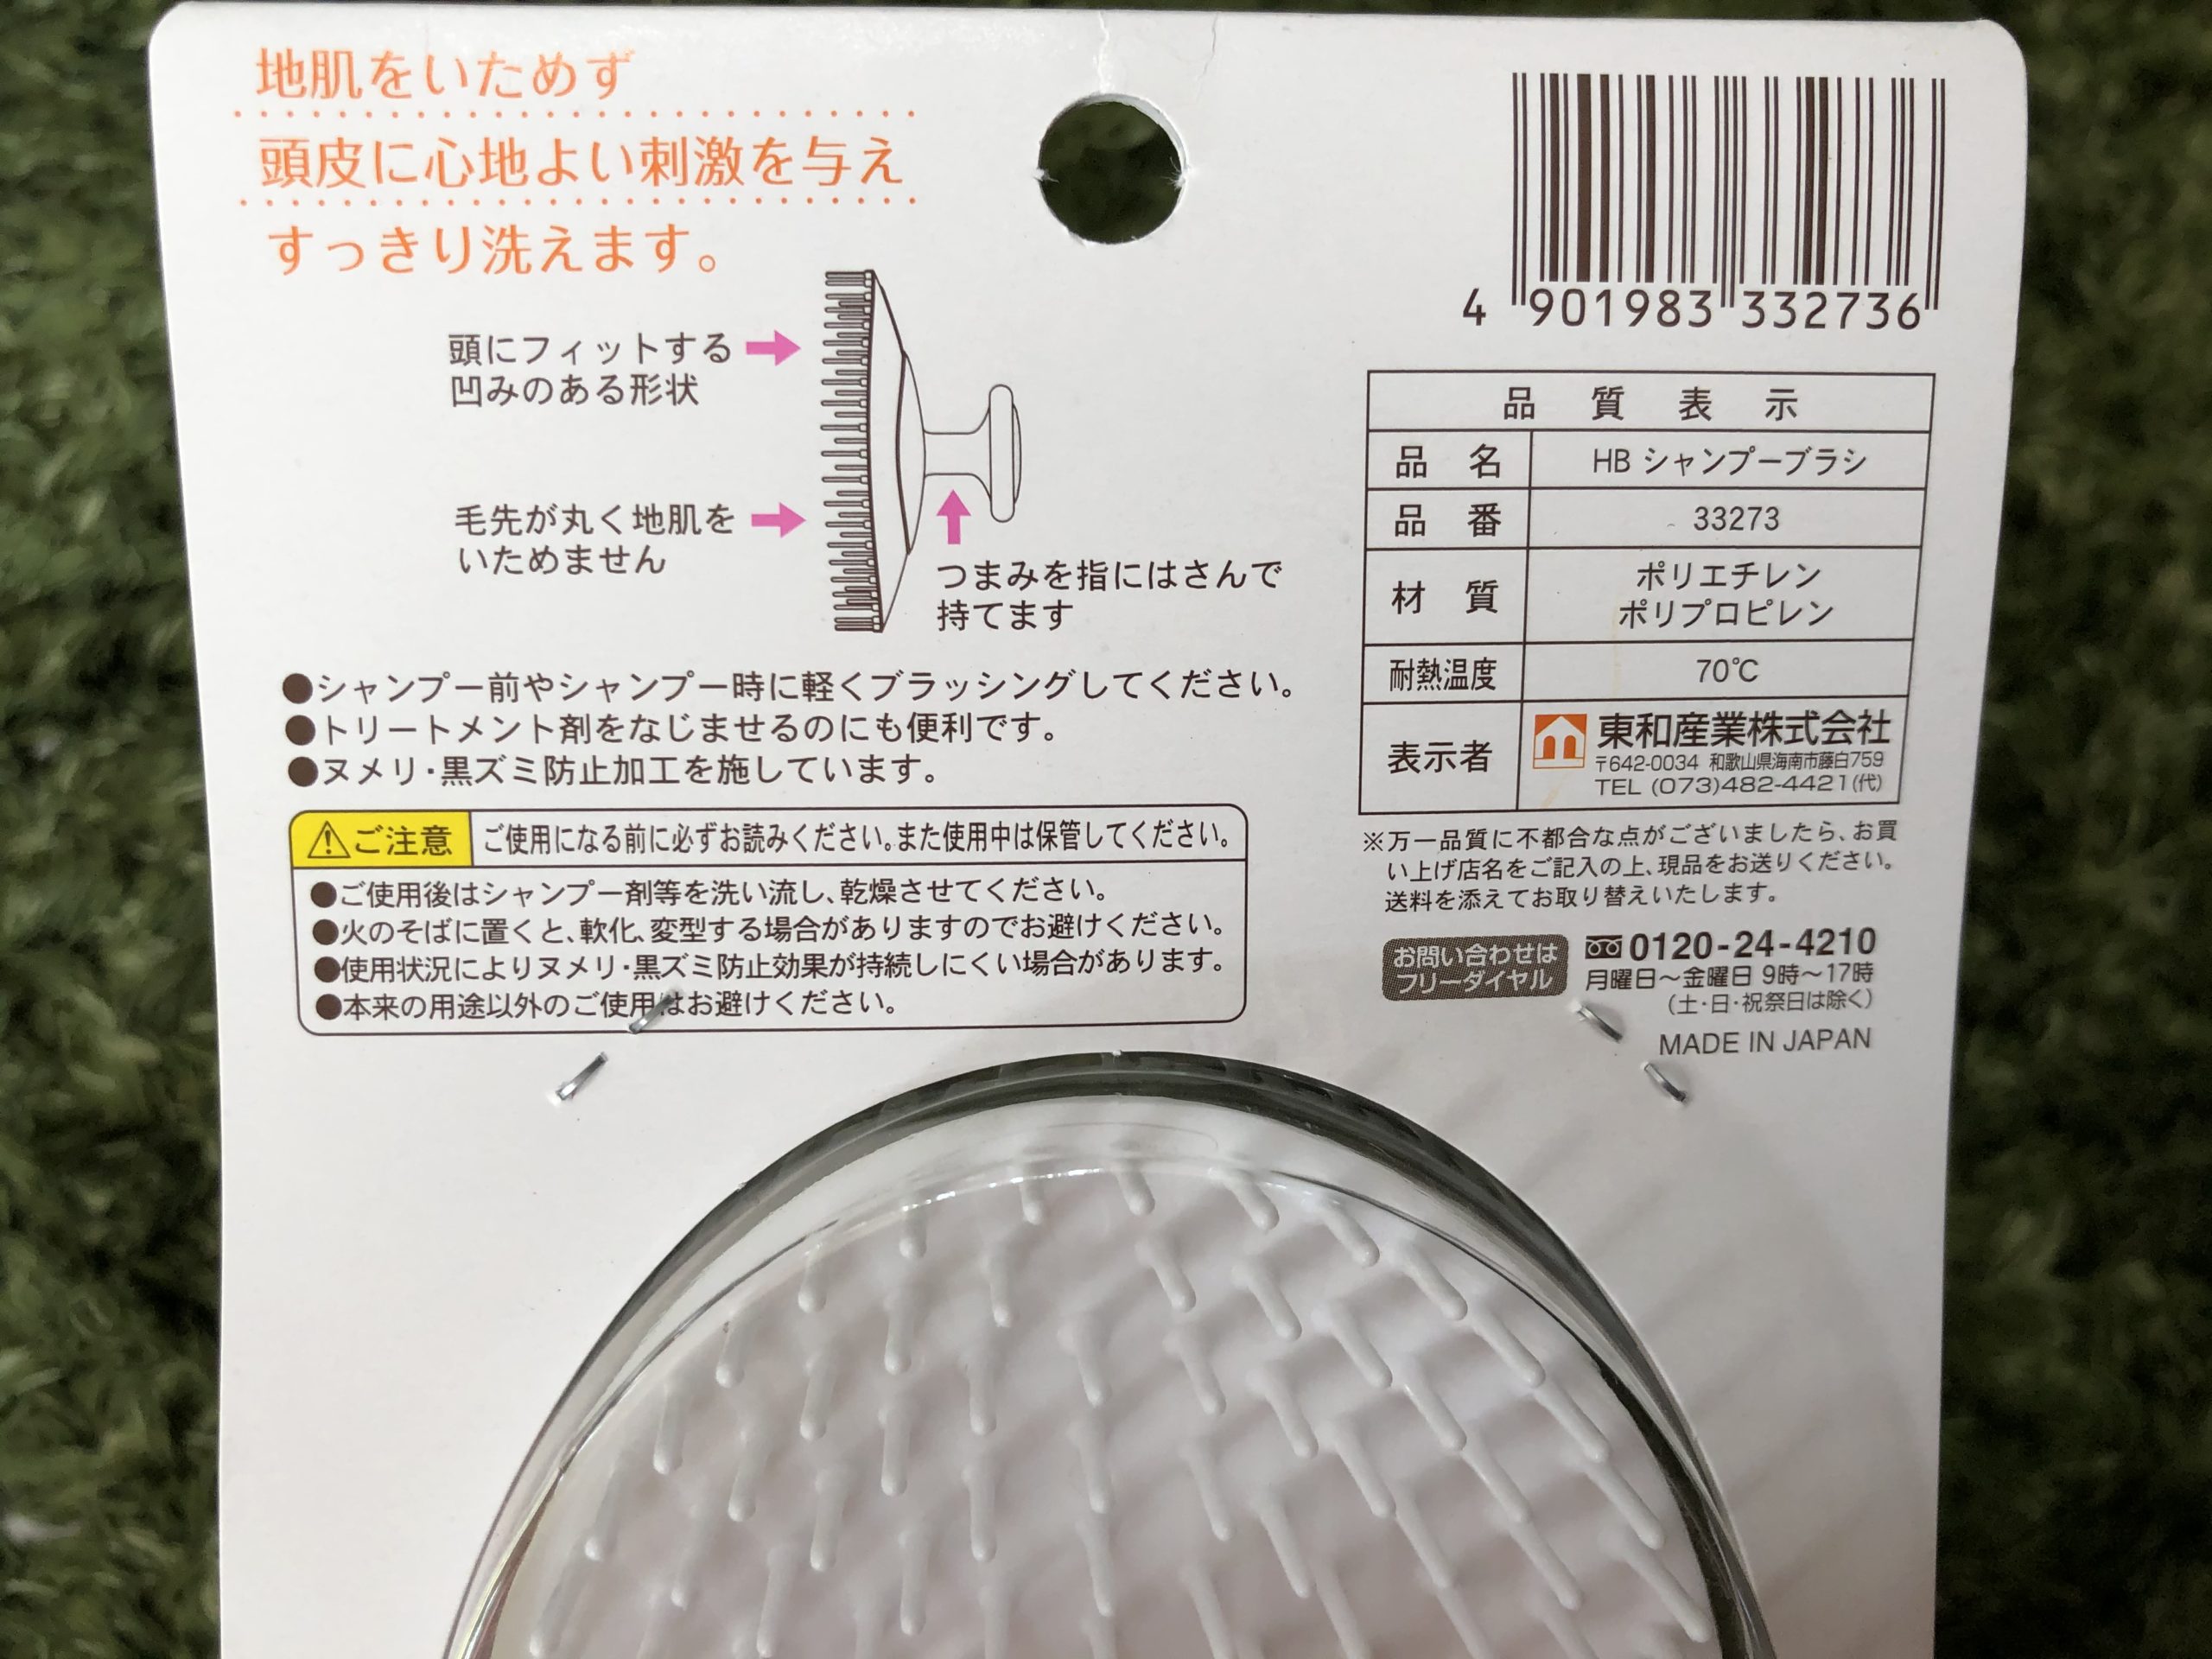 地肌をいためず
頭皮に心地よい刺激を与え
すっきり洗えます。
頭にフィットする
凹みのある形状
毛先が丸く地肌を
いためません
つまみを指にはさんで
持てます
●シャンプー前やシャンプー時に軽くブラッシングしてください。
●トリートメント剤をなじませるのにも便利です。
●ヌメリ・黒ズミ防止加工を施しています。
⚠ご注意 ご使用になる前に必ずお読みください。また使用中は保管してください。
●ご使用後はシャンプー剤等を洗い流し、乾燥させてください。
●火のそばに置くと、軟化、変型する場合がありますのでお避けください。
●使用状況によりヌメリ・黒ズミ防止効果が持続しにくい場合があります。
●本来の用途以外のご使用はお避けください。
4 901983 332736
品質表示
品名 HB シャンプーブラシ
品番 33273
材質 ポリエチレン
ポリプロピレン
耐熱温度 70℃
表示者 東和産業株式会社
〒642-0034 和歌山県海南市藤白759
TEL (073)482-4421(代)
※万一品質に不都合な点がございましたら、お買
い上げ店名をご記入の上、現品をお送りください。
送料を添えてお取り替えいたします。
お問い合わせは
フリーダイヤル
0120-24-4210
月曜日〜金曜日 9時〜17時
(土・日・祝祭日は除く)
MADE IN JAPAN